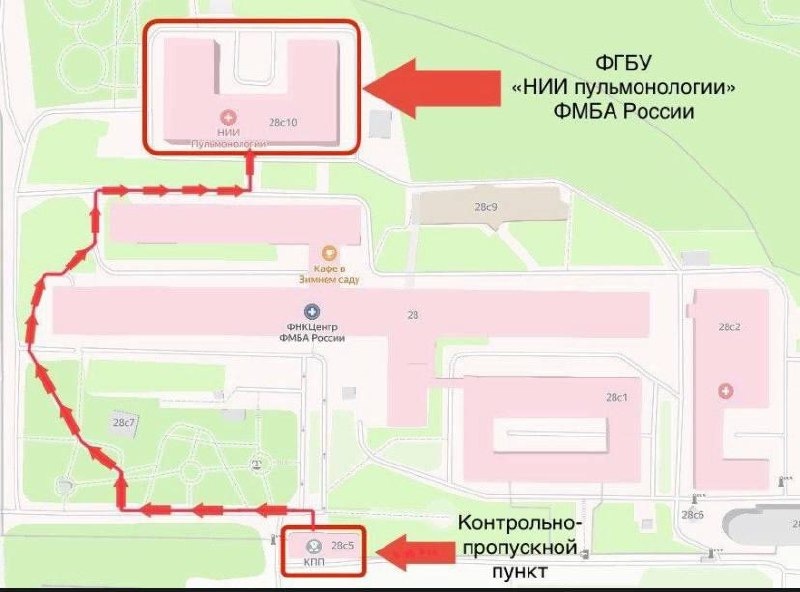 ФГБУ
«НИИ пульмонологии»
ФМБА России
28с10
НИИ
Пульмонологии
28с9
Кафе в
Зимнем саду
28
ФНКЦентр
ФМБА России
28с2
28с1
28с7
28с6
28с5
КПП
Контрольно-
пропускной
пункт